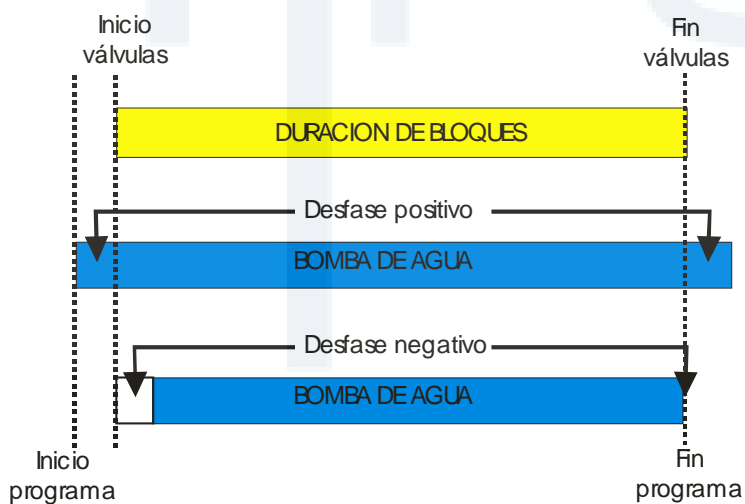 Inicio
válvulas
Fin
válvulas
DURACION DE BLOQUES
Desfase positivo
BOMBA DE AGUA
Desfase negativo
BOMBA DE AGUA
Inicio
programa
Fin
programa